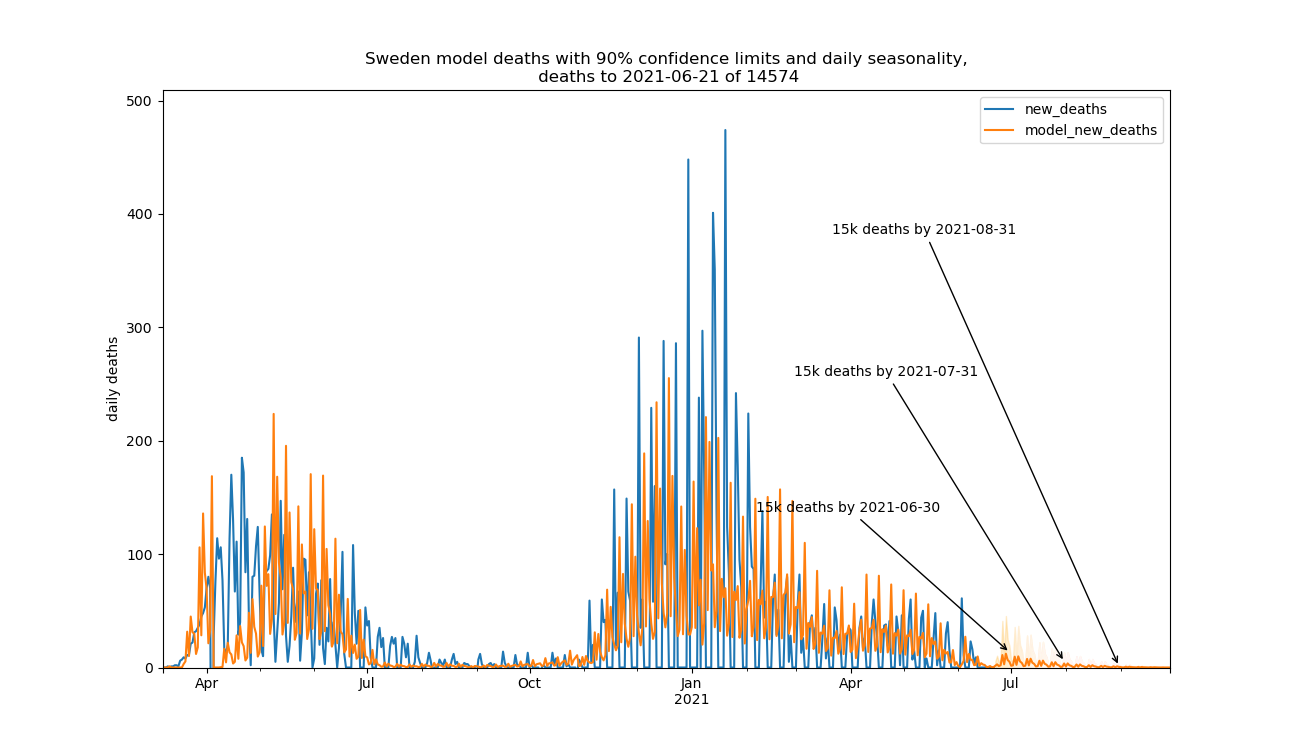 Sweden model deaths with 90% confidence limits and daily seasonality,
deaths to 2021-06-21 of 14574
new_deaths
model_new_deaths
daily deaths
500
400
300
200
100
0
15k deaths by 2021-08-31
15k deaths by 2021-07-31
15k deaths by 2021-06-30
Apr
Jul
Oct
Jan
2021
Apr
Jul